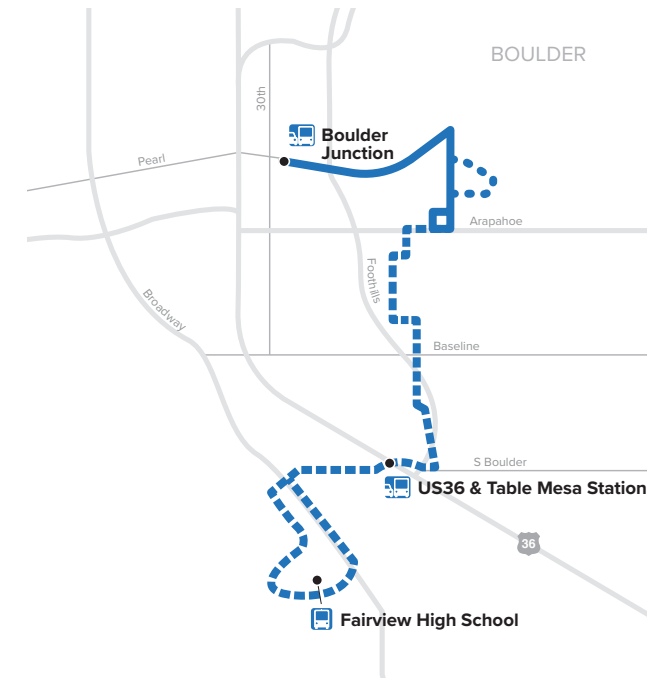 BOULDER
30th
Boulder
Junction
Pearl
Arapahoe
Foothills
Broadway
Baseline
S Boulder
US36 & Table Mesa Station
36
Fairview High School